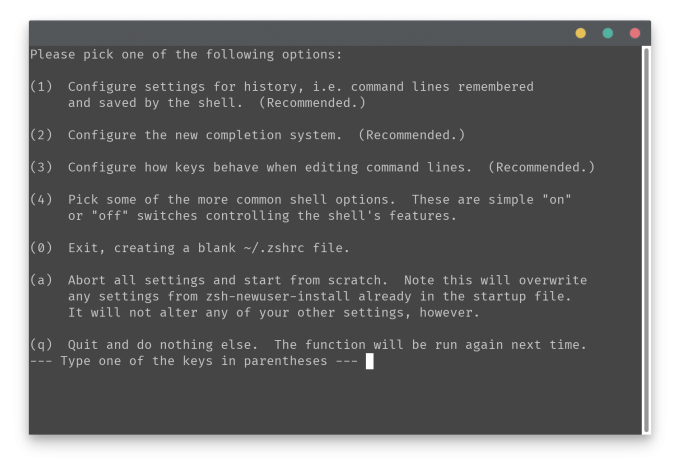 Please pick one of the following options:
(1)  Configure settings for history, i.e. command lines remembered
     and saved by the shell.  (Recommended.)
(2)  Configure the new completion system.  (Recommended.)
(3)  Configure how keys behave when editing command lines.  (Recommended.)
(4)  Pick some of the more common shell options.  These are simple "on"
     or "off" switches controlling the shell's features.
(0)  Exit, creating a blank ~/.zshrc file.
(a)  Abort all settings and start from scratch.  Note this will overwrite
     any settings from zsh-newuser-install already in the startup file.
     It will not alter any of your other settings, however.
(q)  Quit and do nothing else.  The function will be run again next time.
--- Type one of the keys in parentheses ---